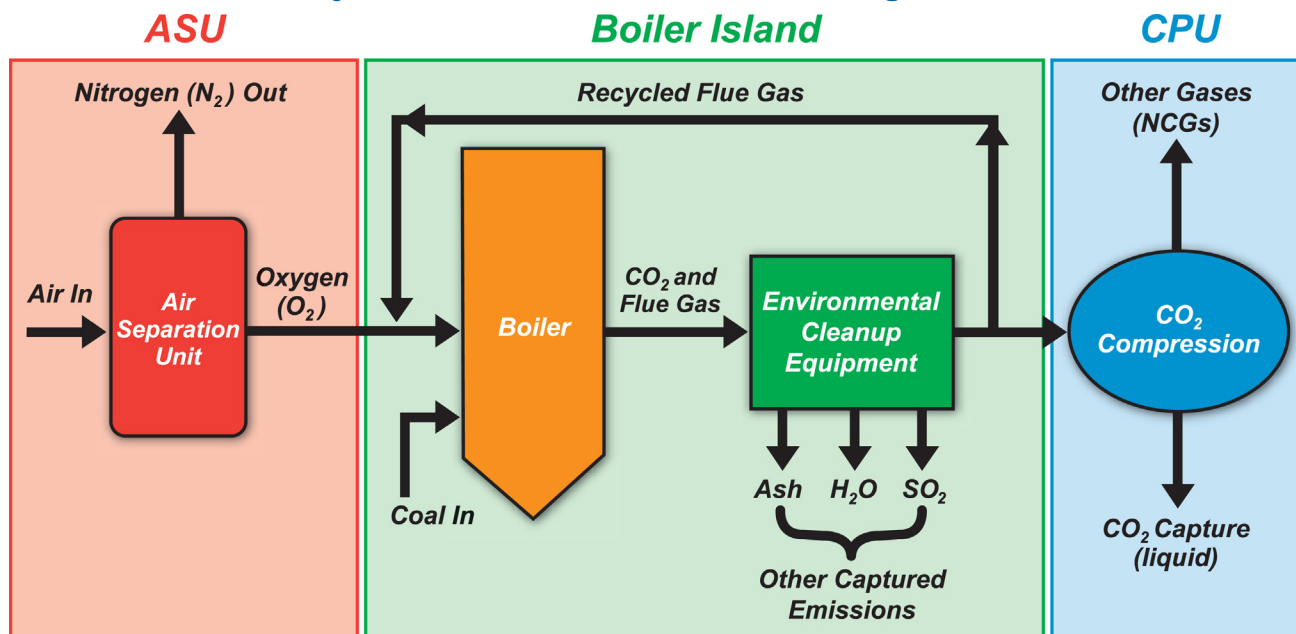 ASU
Boiler Island
CPU
Nitrogen (N₂) Out
Recycled Flue Gas
Other Gases
(NCGs)
Air In
Air
Separation
Unit
Oxygen
(O₂)
Boiler
CO₂ and
Flue Gas
Environmental
Cleanup
Equipment
CO₂
Compression
Coal In
Ash
H₂O
SO₂
Other Captured
Emissions
CO₂ Capture
(liquid)